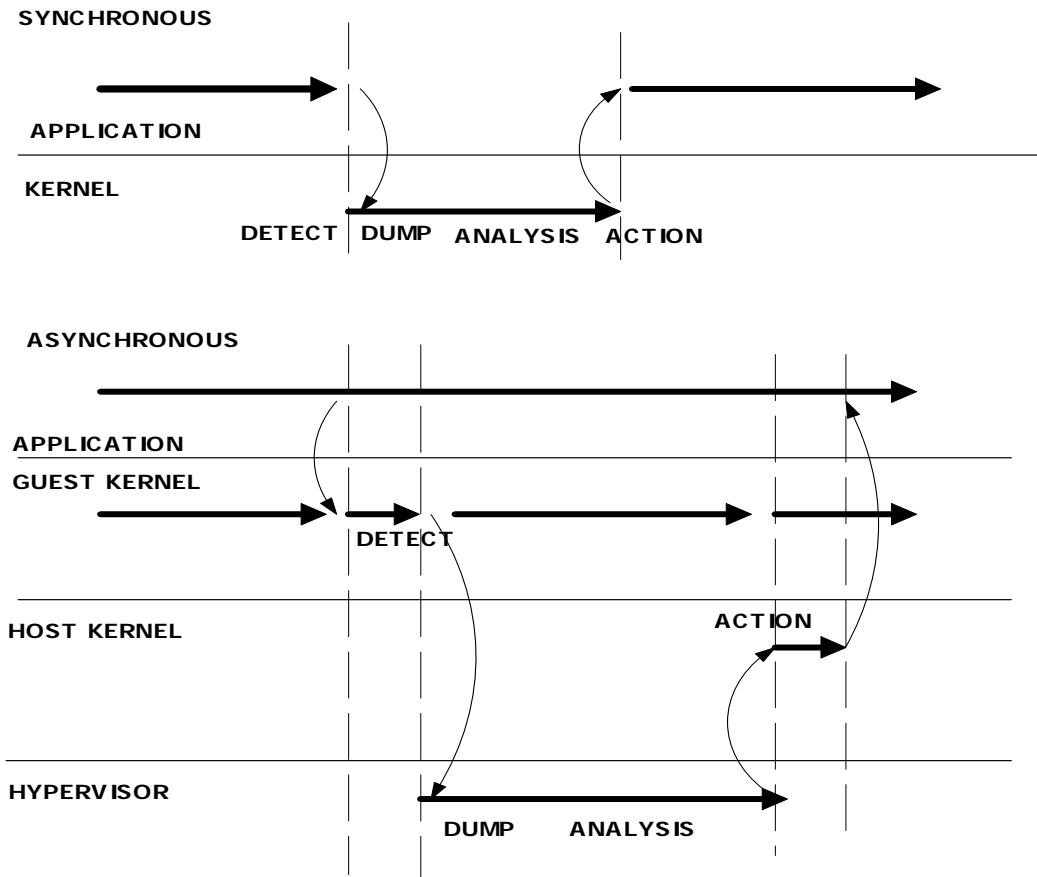 SYNCHRONOUS
APPLICATION
KERNEL
DETECT DUMP ANALYSIS ACTION
ASYNCHRONOUS
APPLICATION
GUEST KERNEL
DETECT
HOST KERNEL
ACTION
HYPERVISOR
DUMP ANALYSIS